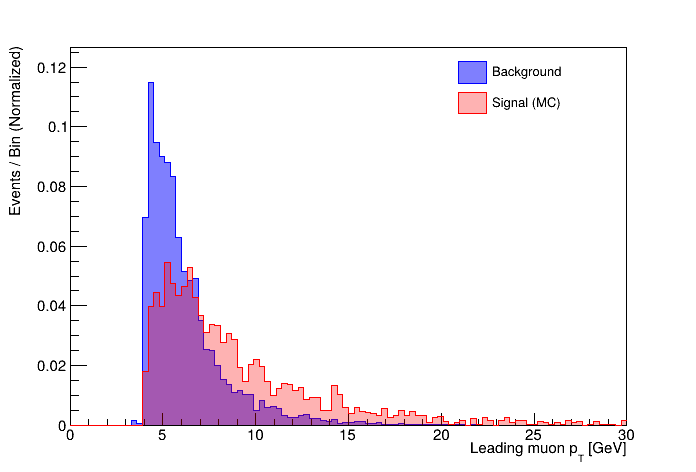 Events / Bin (Normalized)
0.12
0.1
0.08
0.06
0.04
0.02
0
Background
Signal (MC)
0 5 10 15 20 25 30
Leading muon p_T [GeV]